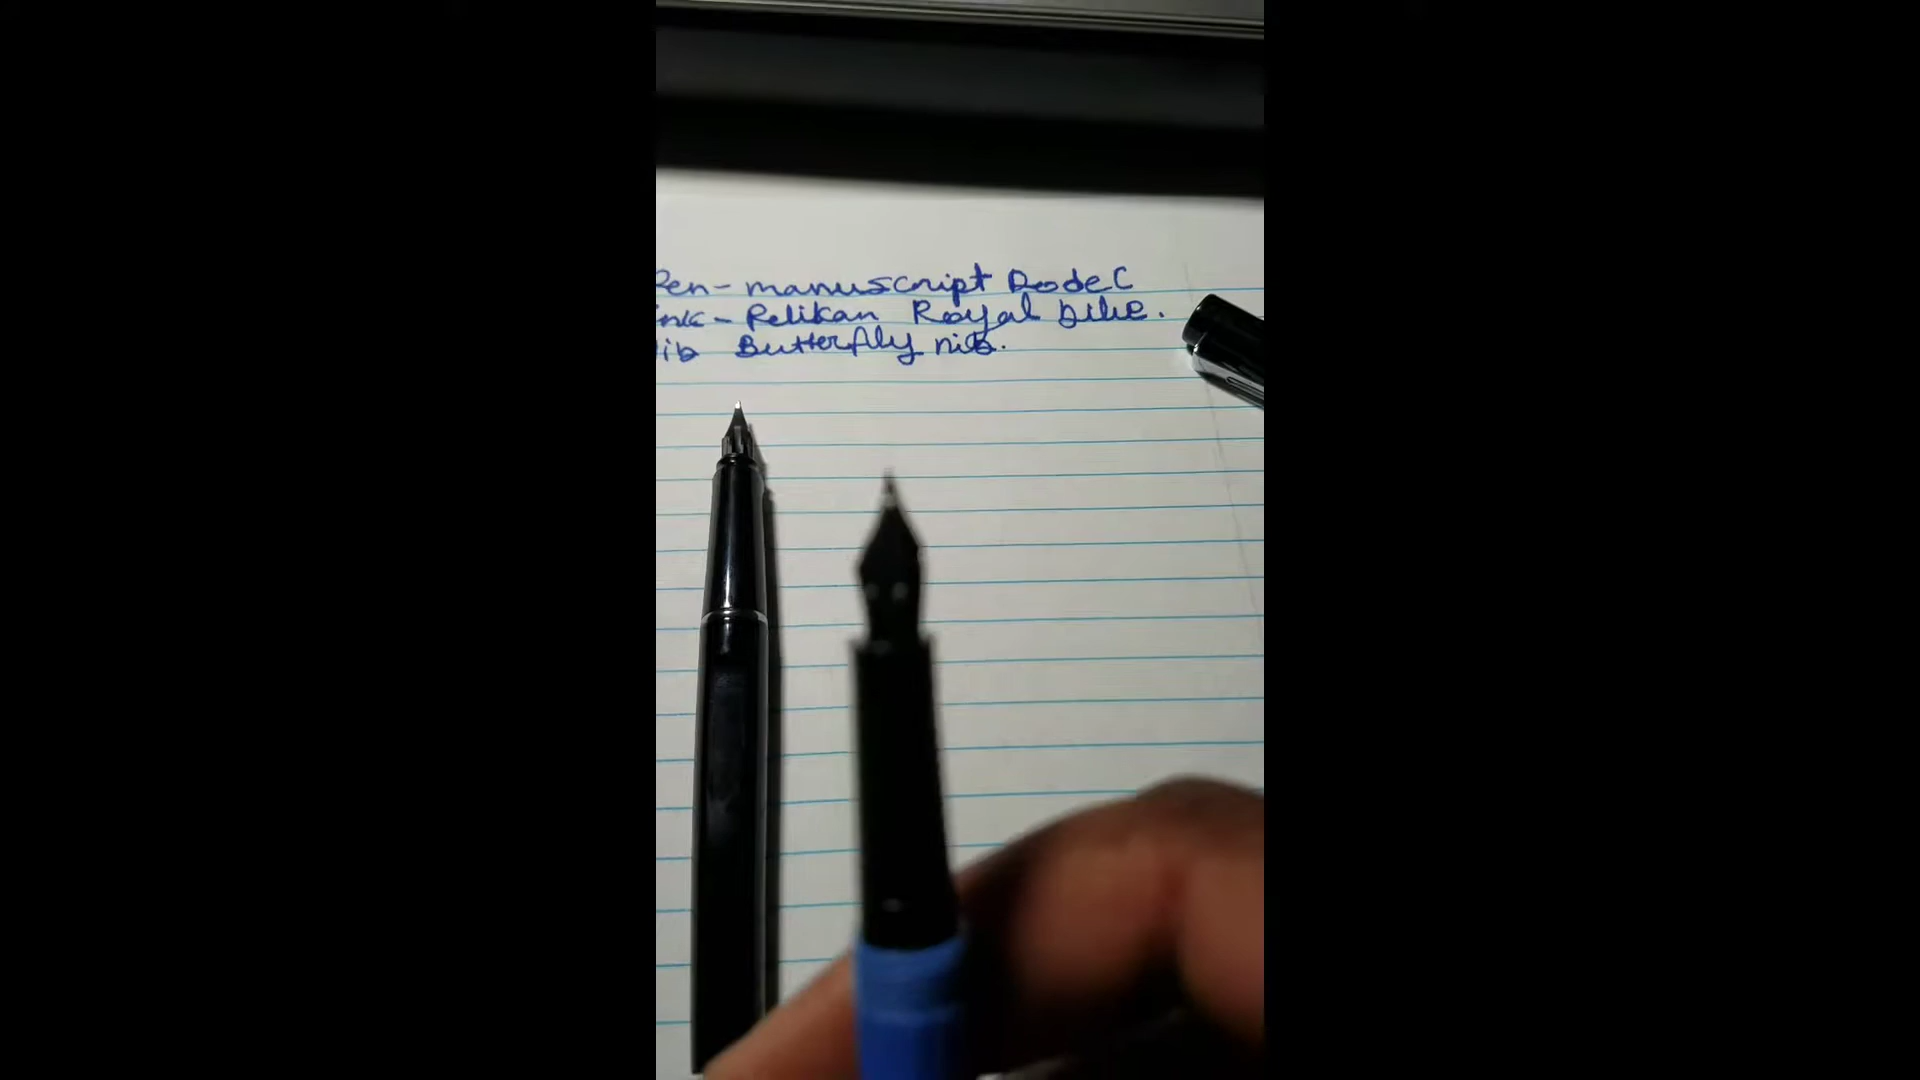 Pen - manuscript Dodec
ink - Pelikan Royal blue.
Nib Butterfly nib.